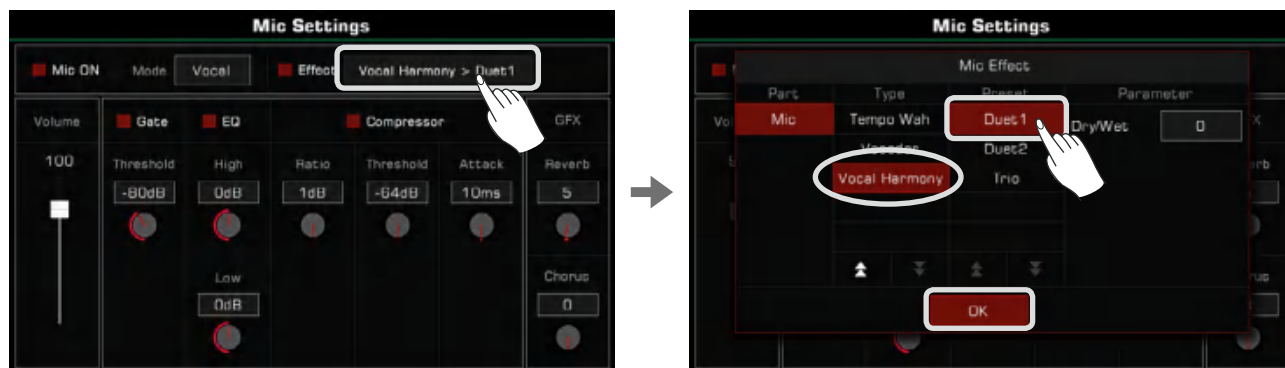 Mic Settings
Mic ON Mode Vocal Effect Vocal Harmony > Duet1
Volume Gate EQ Compressor GFX
100 Threshold High Ratio Threshold Attack Reverb
-80dB 0dB 1dB -64dB 10ms 5
Low Chorus
0dB 0
Mic Settings
Mic Effect
Part Type Preset Parameter
Mic Tempo Wah Duet1 Dry/Wet 0
Vocoder Duet2
Vocal Harmony Trio
OK